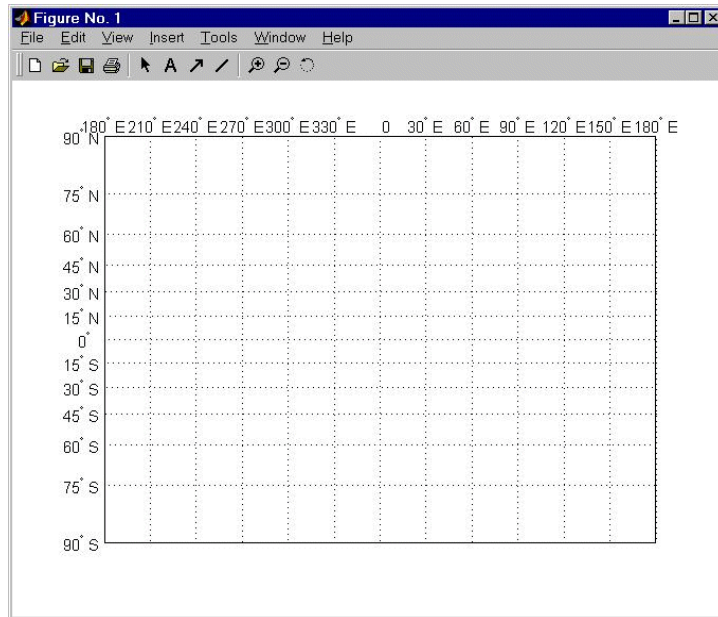 Figure No. 1
File Edit View Insert Tools Window Help
A
180° E 210° E 240° E 270° E 300° E 330° E 0 30° E 60° E 90° E 120° E 150° E 180° E
90° N
75° N
60° N
45° N
30° N
15° N
0°
15° S
30° S
45° S
60° S
75° S
90° S